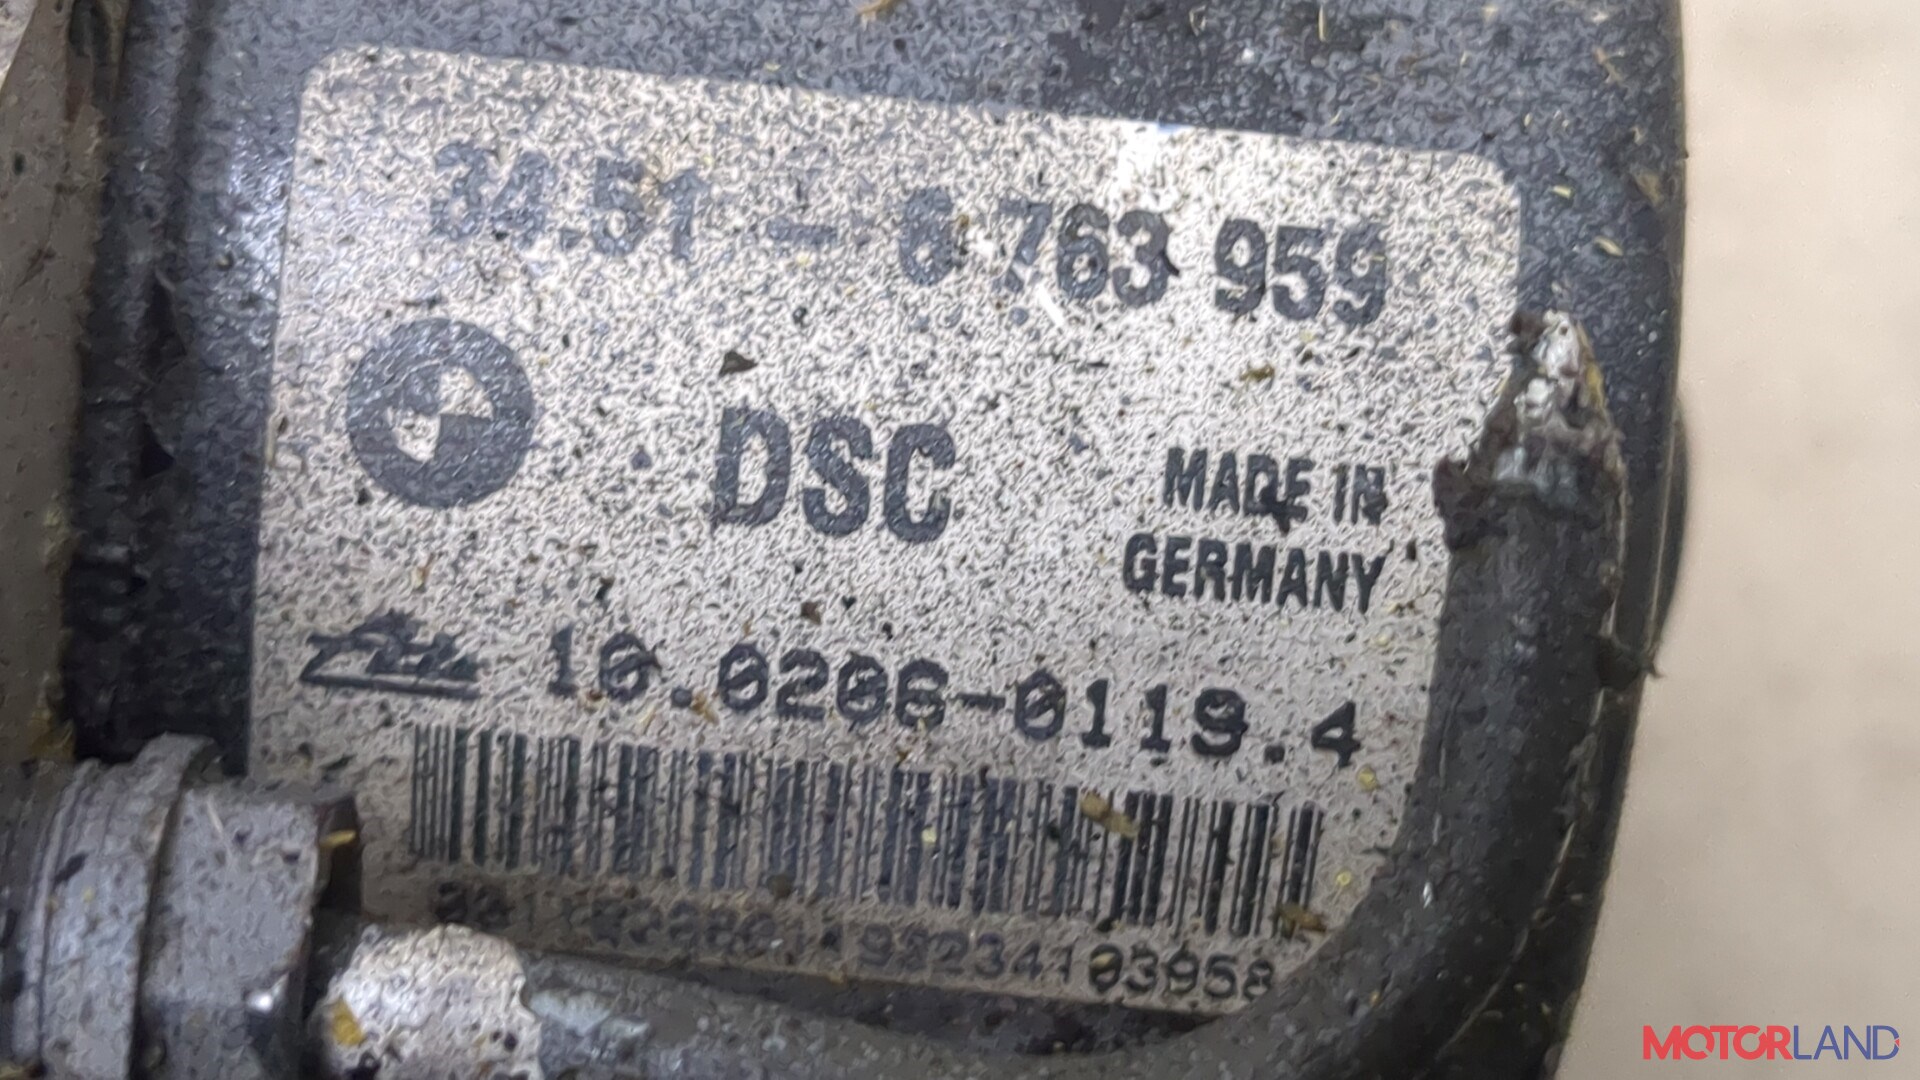 34.51 – 6 763 959
DSC
MADE IN
GERMANY
10.0206-0119.4
MOTORLAND